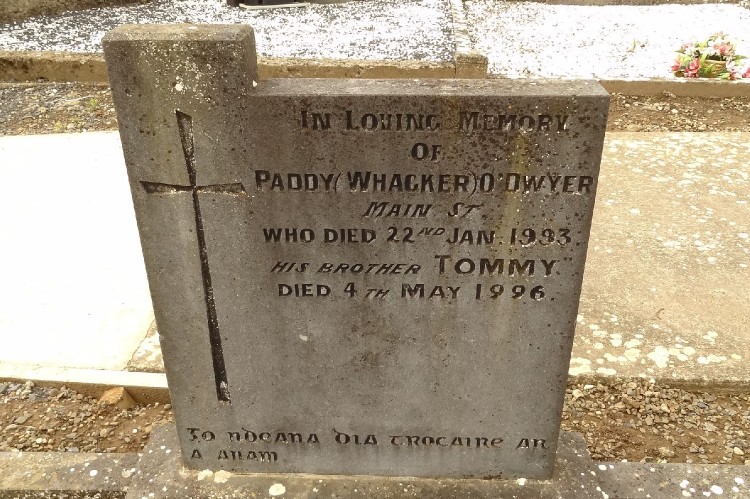 IN LOVING MEMORY
OF
PADDY (WHACKER) O'DWYER
MAIN ST.
WHO DIED 22ND JAN. 1993
HIS BROTHER TOMMY
DIED 4TH MAY 1996.
Go ndeana Dia trocaire ar
a anam